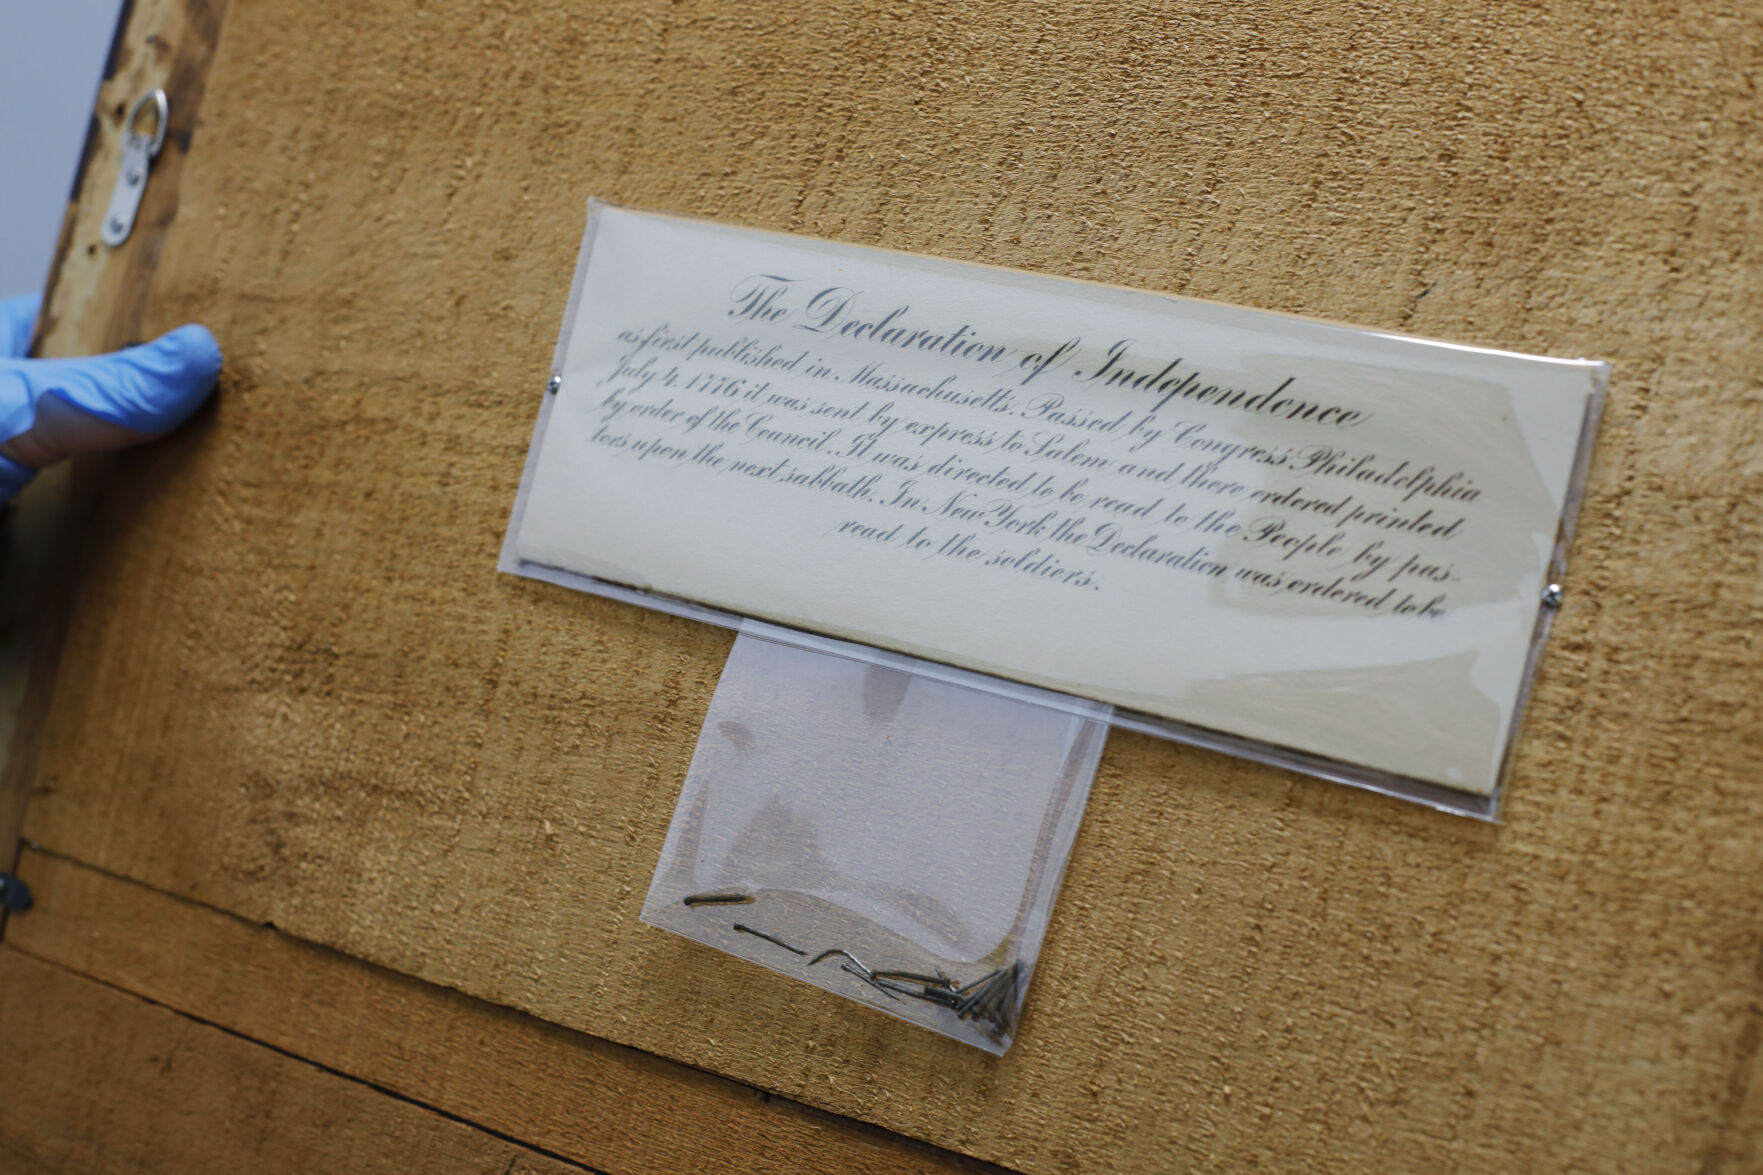 The Declaration of Independence
as first published in Massachusetts. Passed by Congress Philadelphia
July 4. 1776 it was sent by express to Salem and there ordered printed
by order of the Council. It was directed to be read to the People by pas-
tors upon the next sabbath. In New York the Declaration was ordered to be
read to the soldiers.